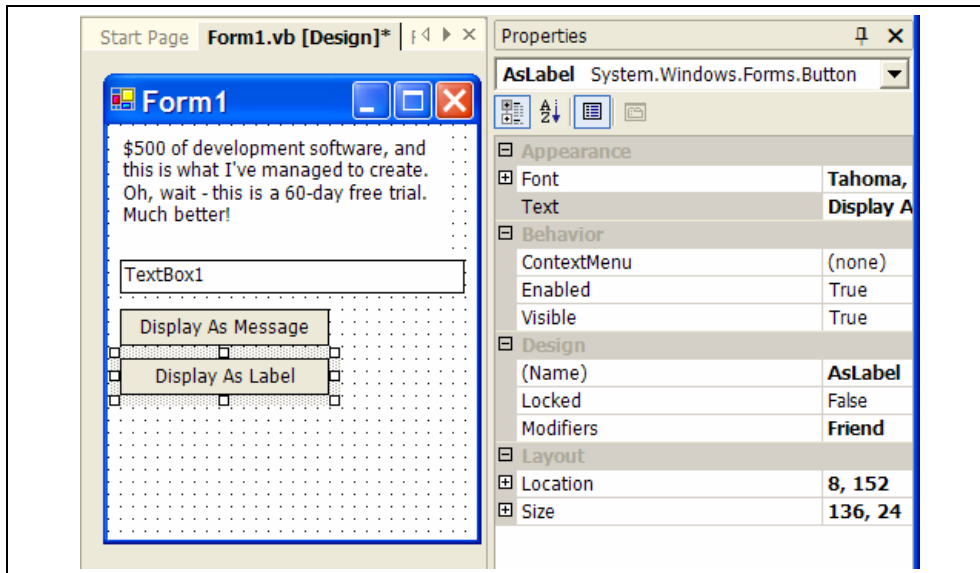 Start Page Form1.vb [Design]*
Form1
$500 of development software, and
this is what I've managed to create.
Oh, wait - this is a 60-day free trial.
Much better!
TextBox1
Display As Message
Display As Label
Properties
AsLabel System.Windows.Forms.Button
Appearance
Font Tahoma,
Text Display A
Behavior
ContextMenu (none)
Enabled True
Visible True
Design
(Name) AsLabel
Locked False
Modifiers Friend
Layout
Location 8, 152
Size 136, 24